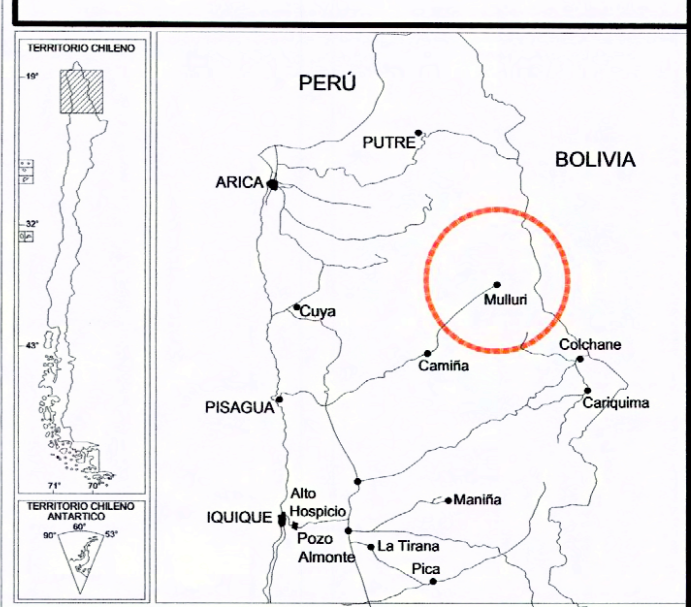 TERRITORIO CHILENO
19°
32°
43°
71°
70°
TERRITORIO CHILENO
ANTARTICO
90°
60°
53°
PERÚ
PUTRE
BOLIVIA
ARICA
Mulluri
Cuya
Colchane
Camiña
Cariquima
PISAGUA
Maniña
Alto
Hospicio
IQUIQUE
Pozo
Almonte
La Tirana
Pica